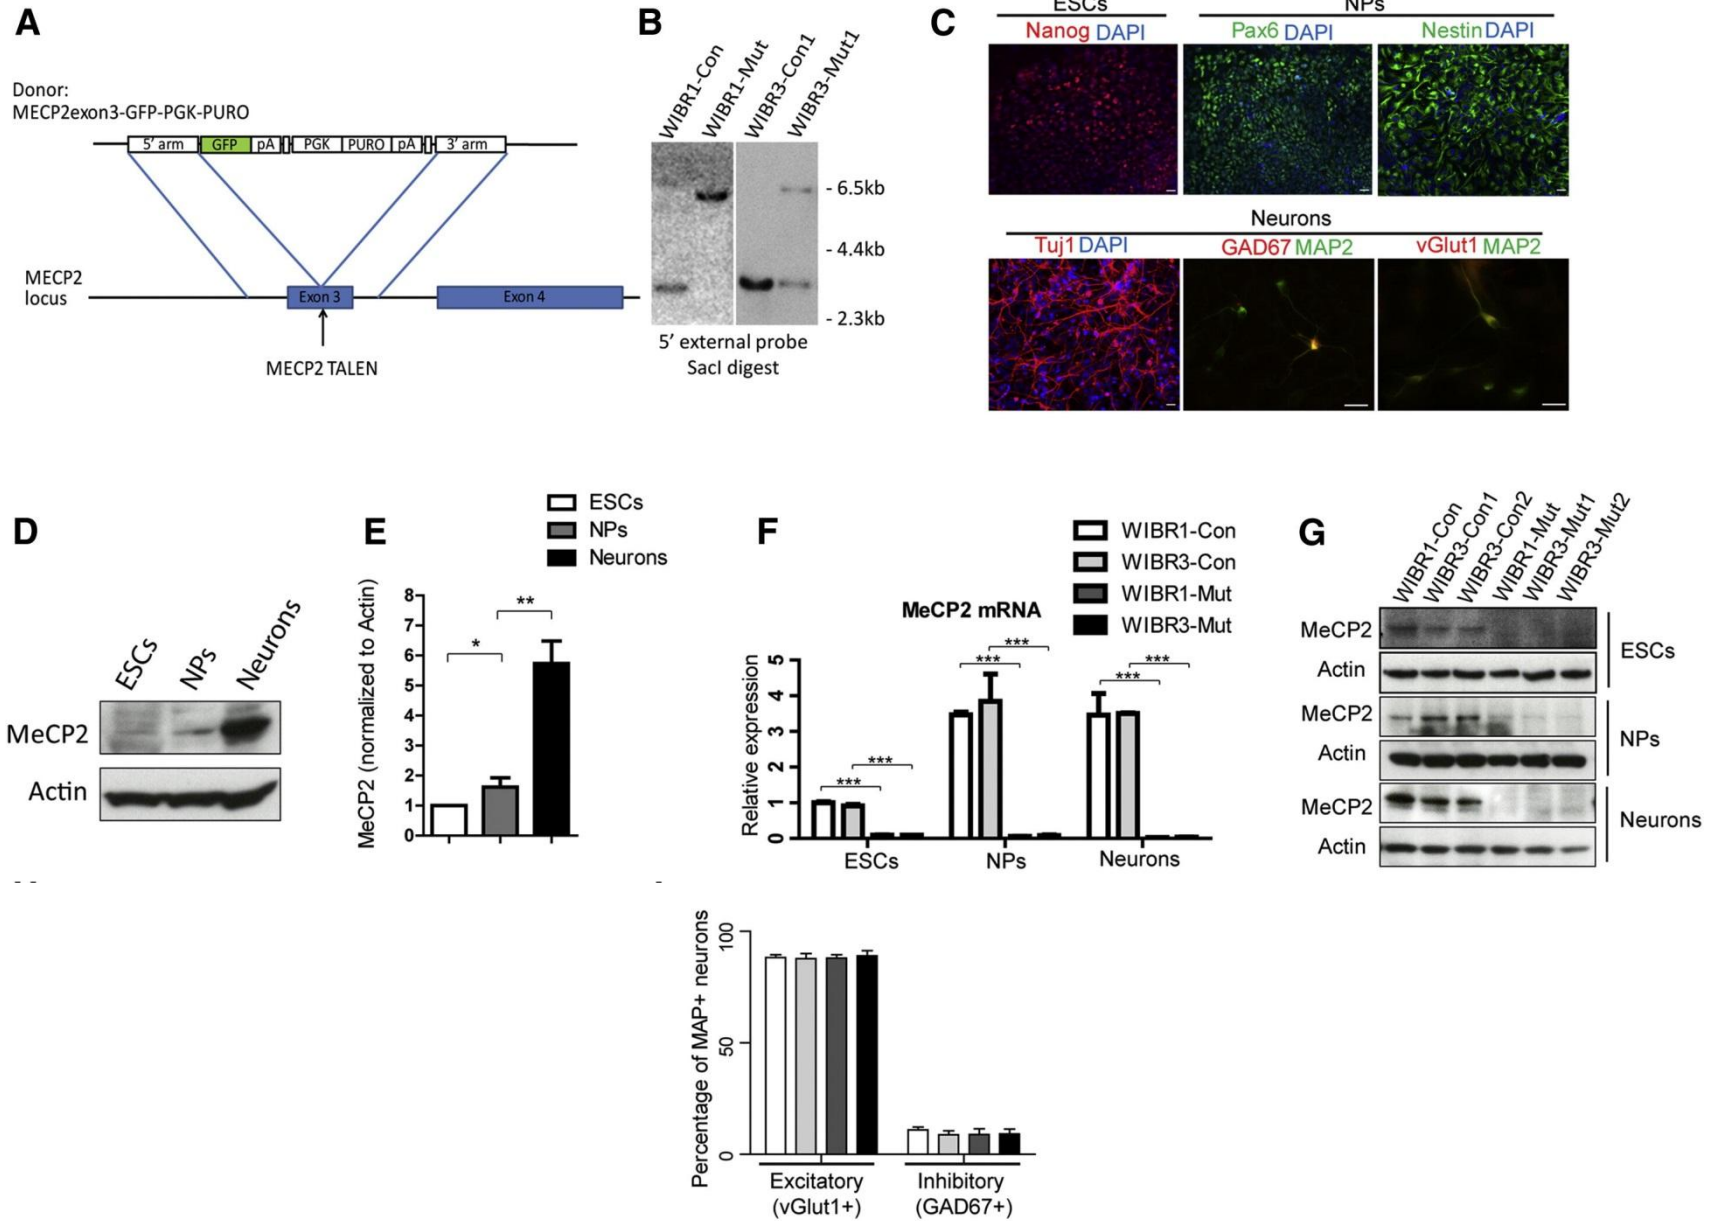 A
Donor:
MECP2exon3-GFP-PGK-PURO
5' arm GFP pA PGK PURO pA 3' arm
MECP2
locus
Exon 3 Exon 4
MECP2 TALEN
B
WIBR1-Con
WIBR1-Mut
WIBR3-Con1
WIBR3-Mut1
- 6.5kb
- 4.4kb
- 2.3kb
5' external probe
SacI digest
C
ESCs NPs
Nanog DAPI Pax6 DAPI Nestin DAPI
Neurons
Tuj1 DAPI GAD67 MAP2 vGlut1 MAP2
D
ESCs
NPs
Neurons
MeCP2
Actin
E
ESCs
NPs
Neurons
MeCP2 (normalized to Actin)
8
7
6
5
4
3
2
1
0
*
**
F
WIBR1-Con
WIBR3-Con
WIBR1-Mut
WIBR3-Mut
MeCP2 mRNA
Relative expression
5
4
3
2
1
0
*** ***
*** ***
*** ***
ESCs NPs Neurons
G
WIBR1-Con
WIBR3-Con1
WIBR3-Con2
WIBR1-Mut
WIBR3-Mut1
WIBR3-Mut2
MeCP2
Actin
ESCs
MeCP2
Actin
NPs
MeCP2
Actin
Neurons
Percentage of MAP+ neurons
100
50
0
Excitatory
(vGlut1+)
Inhibitory
(GAD67+)